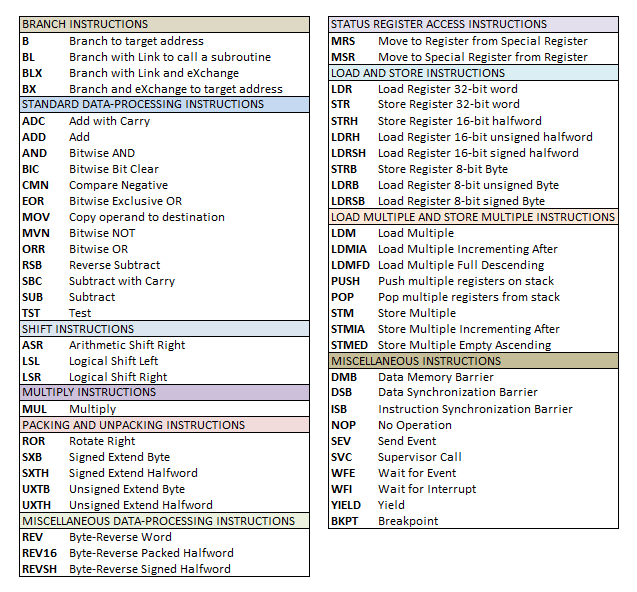 BRANCH INSTRUCTIONS
B Branch to target address
BL Branch with Link to call a subroutine
BLX Branch with Link and eXchange
BX Branch and eXchange to target address
STANDARD DATA-PROCESSING INSTRUCTIONS
ADC Add with Carry
ADD Add
AND Bitwise AND
BIC Bitwise Bit Clear
CMN Compare Negative
EOR Bitwise Exclusive OR
MOV Copy operand to destination
MVN Bitwise NOT
ORR Bitwise OR
RSB Reverse Subtract
SBC Subtract with Carry
SUB Subtract
TST Test
SHIFT INSTRUCTIONS
ASR Arithmetic Shift Right
LSL Logical Shift Left
LSR Logical Shift Right
MULTIPLY INSTRUCTIONS
MUL Multiply
PACKING AND UNPACKING INSTRUCTIONS
ROR Rotate Right
SXB Signed Extend Byte
SXTH Signed Extend Halfword
UXTB Unsigned Extend Byte
UXTH Unsigned Extend Halfword
MISCELLANEOUS DATA-PROCESSING INSTRUCTIONS
REV Byte-Reverse Word
REV16 Byte-Reverse Packed Halfword
REVSH Byte-Reverse Signed Halfword
STATUS REGISTER ACCESS INSTRUCTIONS
MRS Move to Register from Special Register
MSR Move to Special Register from Register
LOAD AND STORE INSTRUCTIONS
LDR Load Register 32-bit word
STR Store Register 32-bit word
STRH Store Register 16-bit halfword
LDRH Load Register 16-bit unsigned halfword
LDRSH Load Register 16-bit signed halfword
STRB Store Register 8-bit Byte
LDRB Load Register 8-bit unsigned Byte
LDRSB Load Register 8-bit signed Byte
LOAD MULTIPLE AND STORE MULTIPLE INSTRUCTIONS
LDM Load Multiple
LDMIA Load Multiple Incrementing After
LDMFD Load Multiple Full Descending
PUSH Push multiple registers on stack
POP Pop multiple registers from stack
STM Store Multiple
STMIA Store Multiple Incrementing After
STMED Store Multiple Empty Ascending
MISCELLANEOUS INSTRUCTIONS
DMB Data Memory Barrier
DSB Data Synchronization Barrier
ISB Instruction Synchronization Barrier
NOP No Operation
SEV Send Event
SVC Supervisor Call
WFE Wait for Event
WFI Wait for Interrupt
YIELD Yield
BKPT Breakpoint